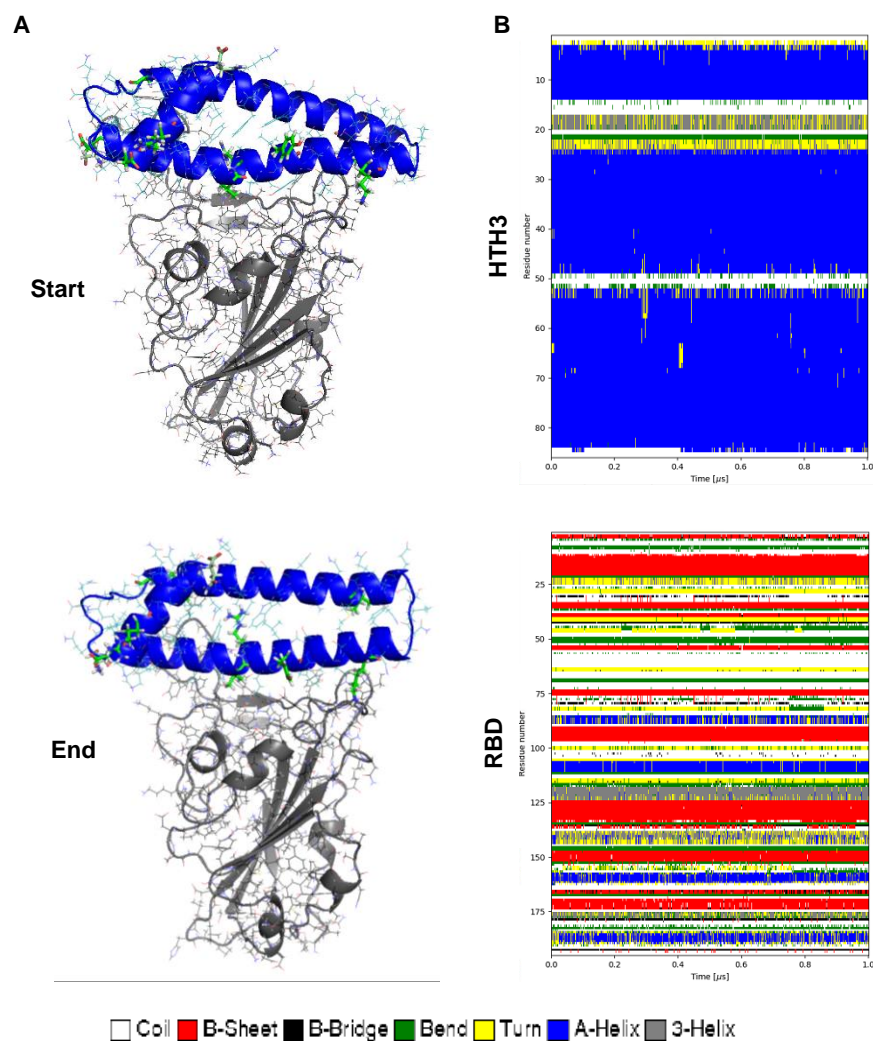 A
B
Start
End
HTH3
Residue number
10
20
30
40
50
60
70
80
0.0
0.2
0.4
0.6
0.8
1.0
Time [µs]
RBD
Residue number
25
50
75
100
125
150
175
0.0
0.2
0.4
0.6
0.8
1.0
Time [µs]
Coil B-Sheet B-Bridge Bend Turn A-Helix 3-Helix